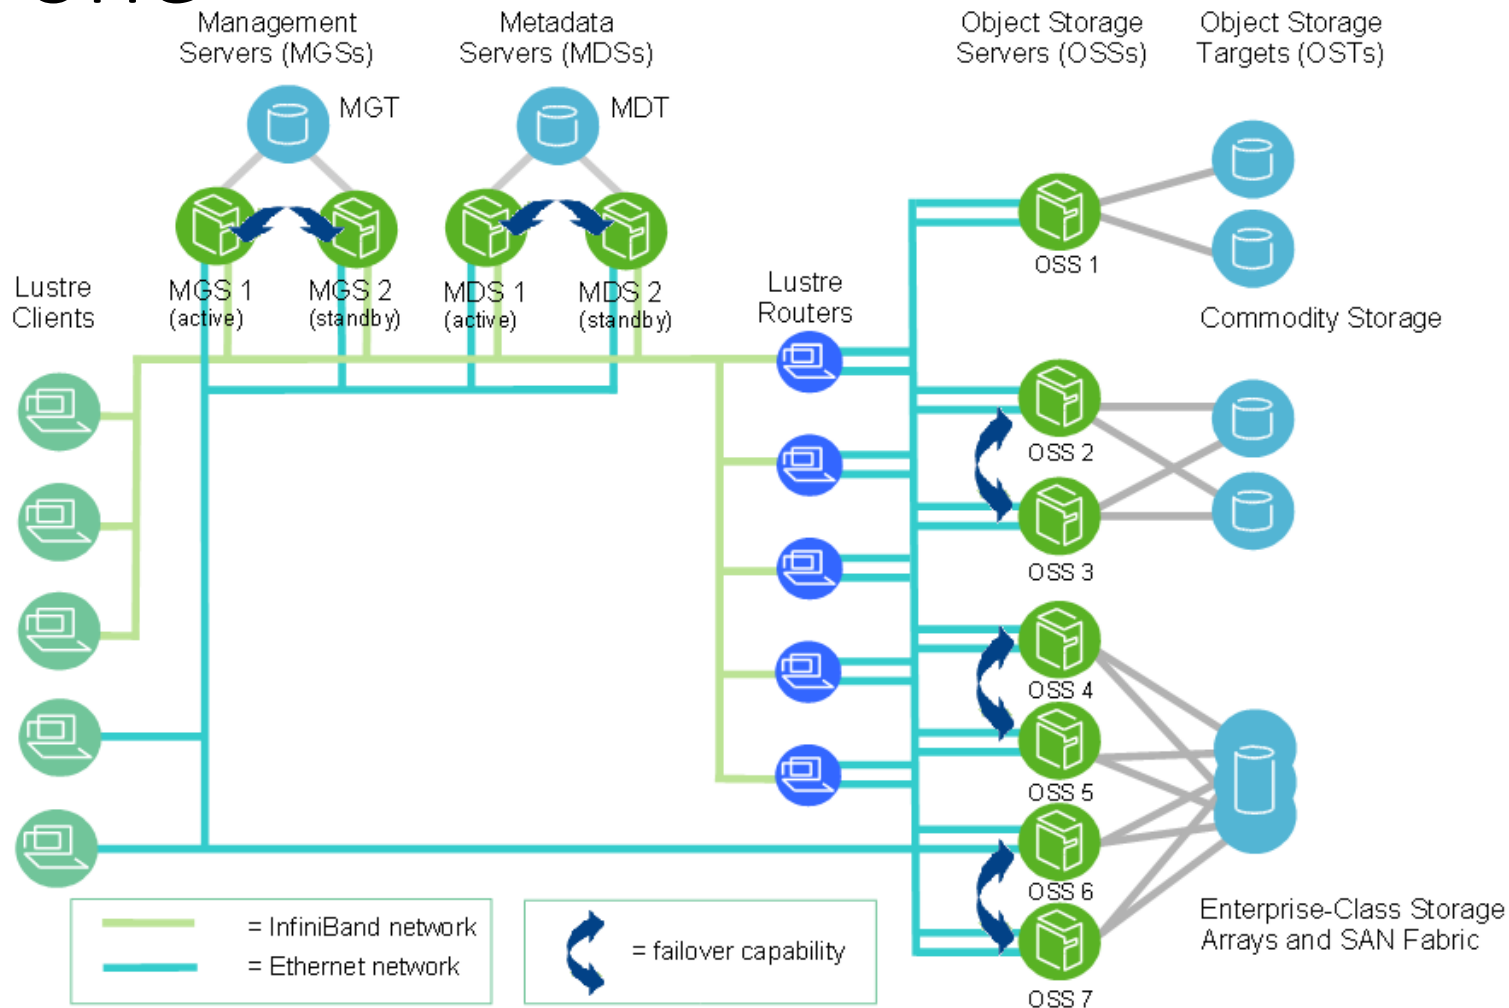 Management
Servers (MGSs)
Metadata
Servers (MDSs)
Object Storage
Servers (OSSs)
Object Storage
Targets (OSTs)
MGT
MDT
MGS 1
(active)
MGS 2
(standby)
MDS 1
(active)
MDS 2
(standby)
Lustre
Clients
Lustre
Routers
OSS 1
Commodity Storage
OSS 2
OSS 3
OSS 4
OSS 5
OSS 6
OSS 7
Enterprise-Class Storage
Arrays and SAN Fabric
= InfiniBand network
= Ethernet network
= failover capability